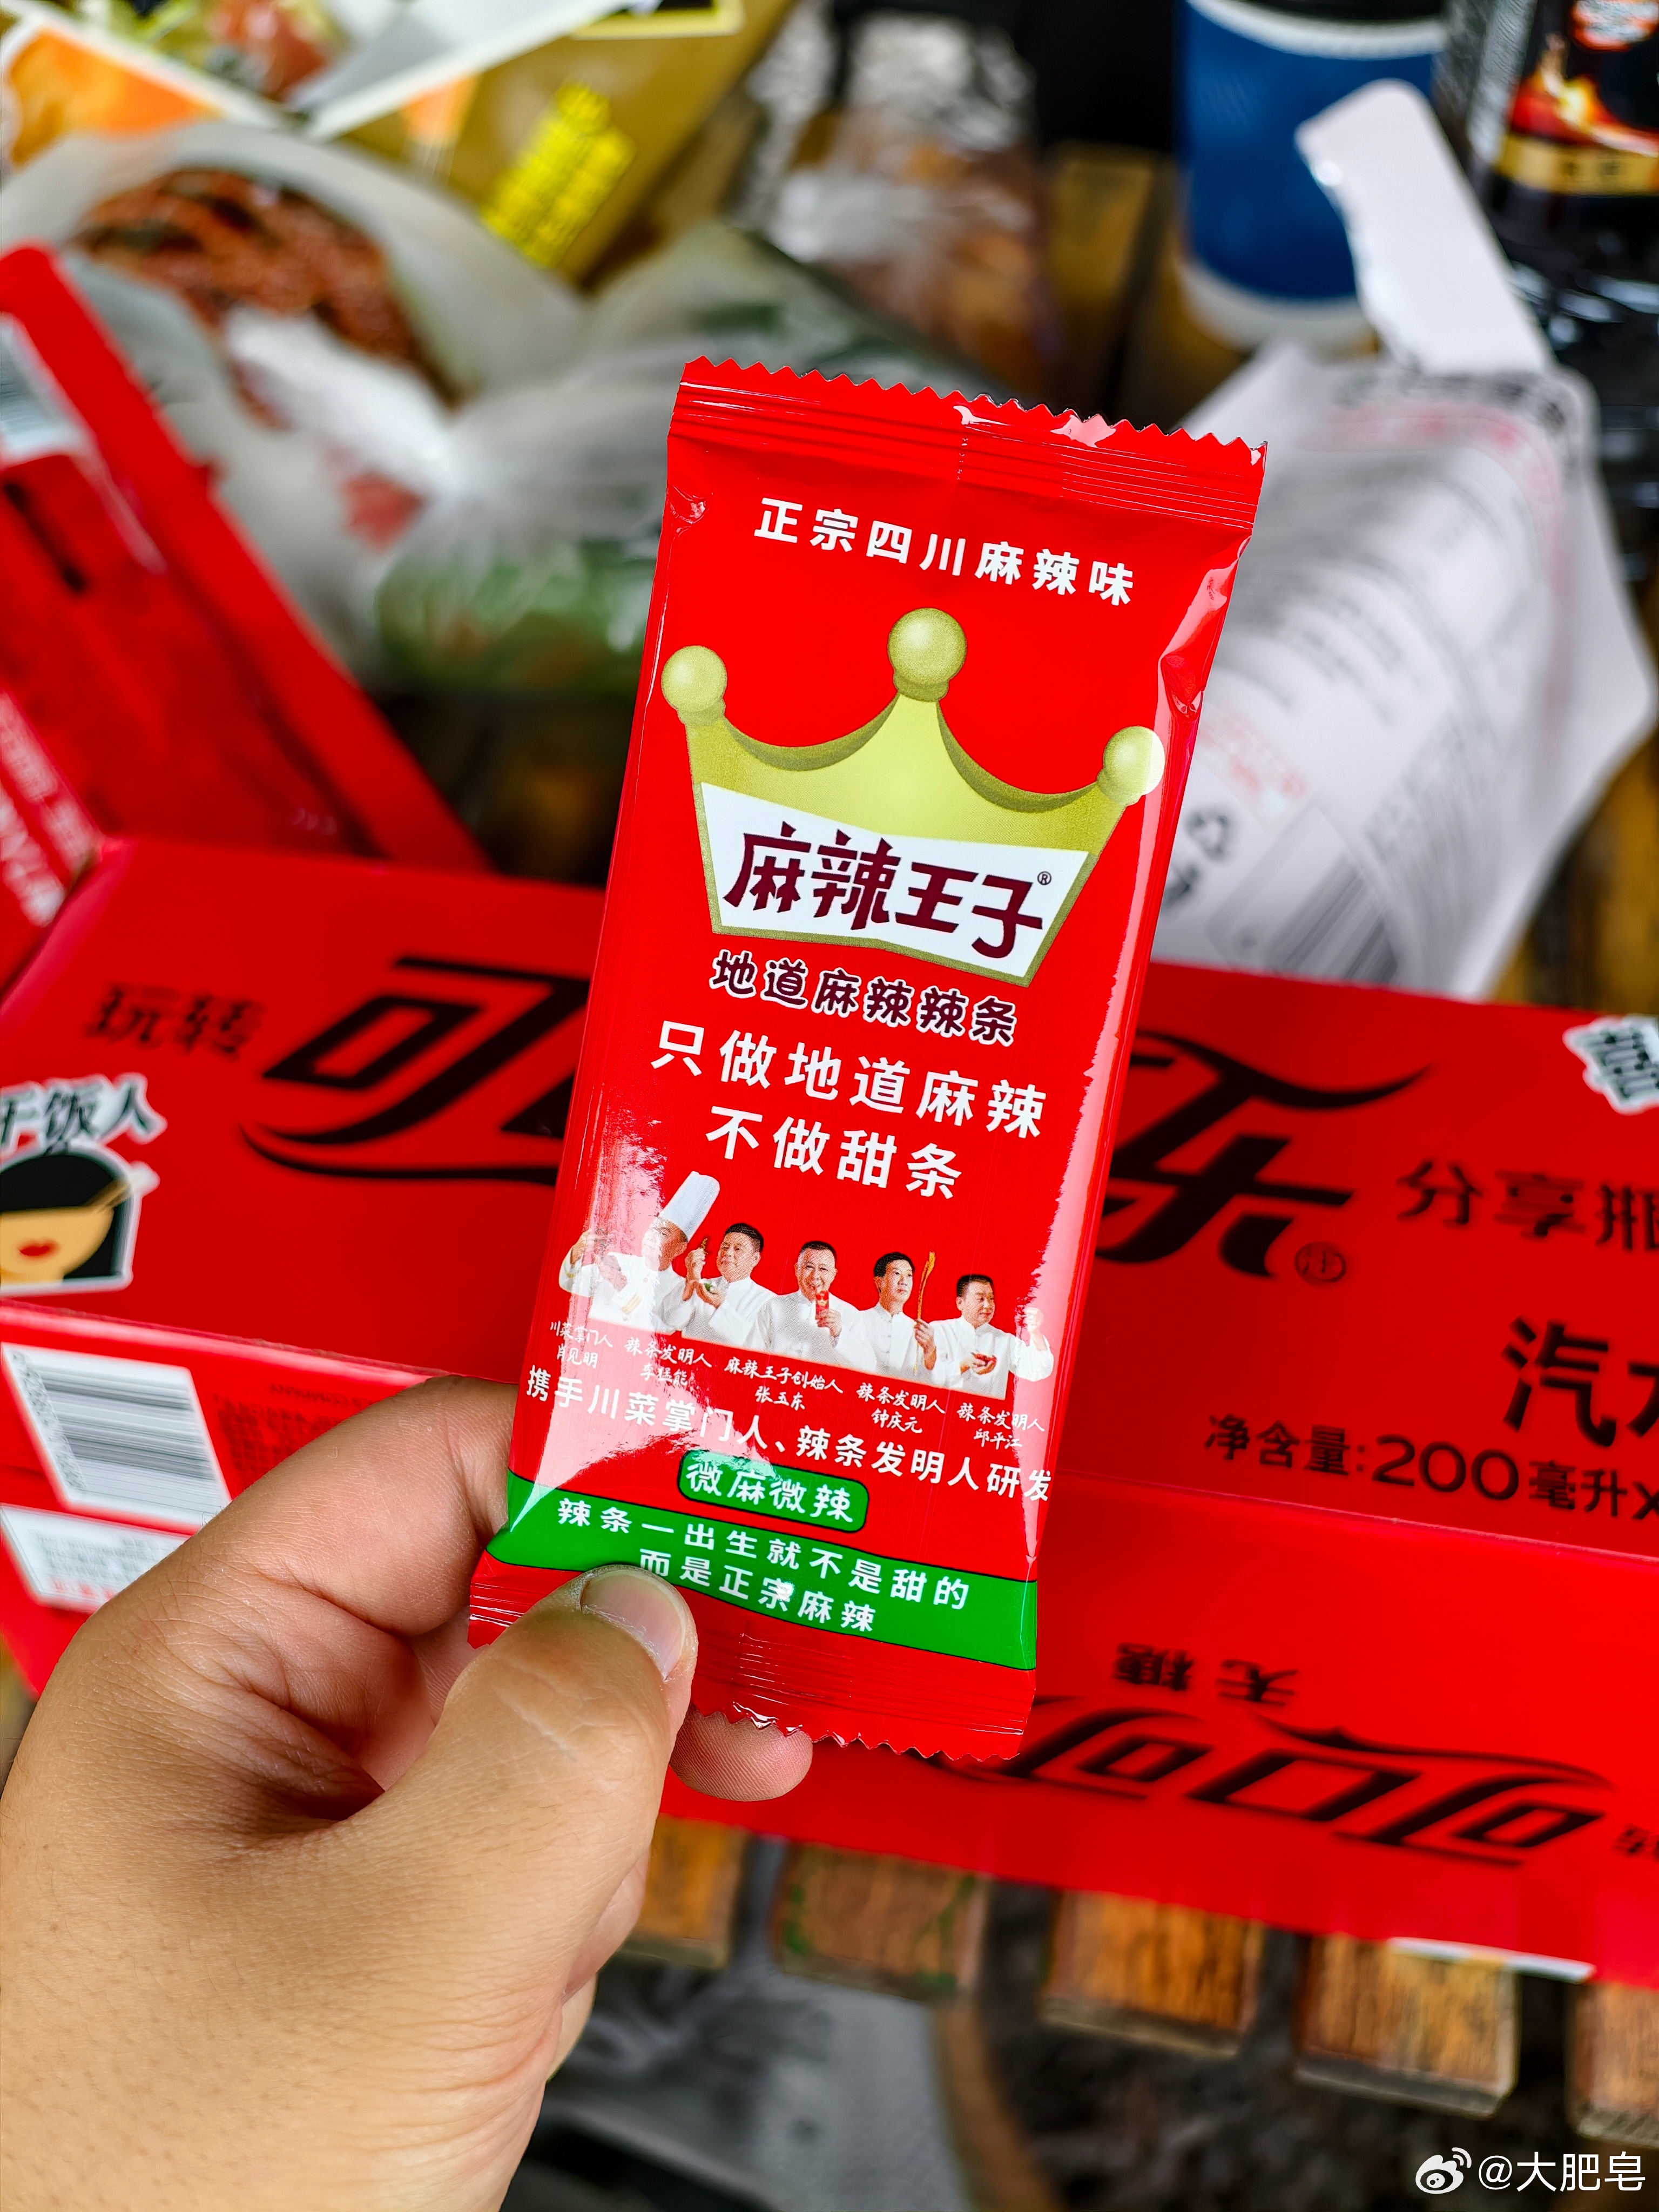 正宗四川麻辣味
麻辣王子®
地道麻辣辣条
只做地道麻辣
不做甜条
川菜掌门人
肖见明
辣条发明人
李猛能
麻辣王子创始人
张玉东
辣条发明人
钟庆元
辣条发明人
邱平江
携手川菜掌门人、辣条发明人研发
微麻微辣
辣条一出生就不是甜的
而是正宗麻辣
玩转
干饭人
可
乐
分享瓶
汽水
净含量:200毫升x
无糖
可口可
@大肥皂